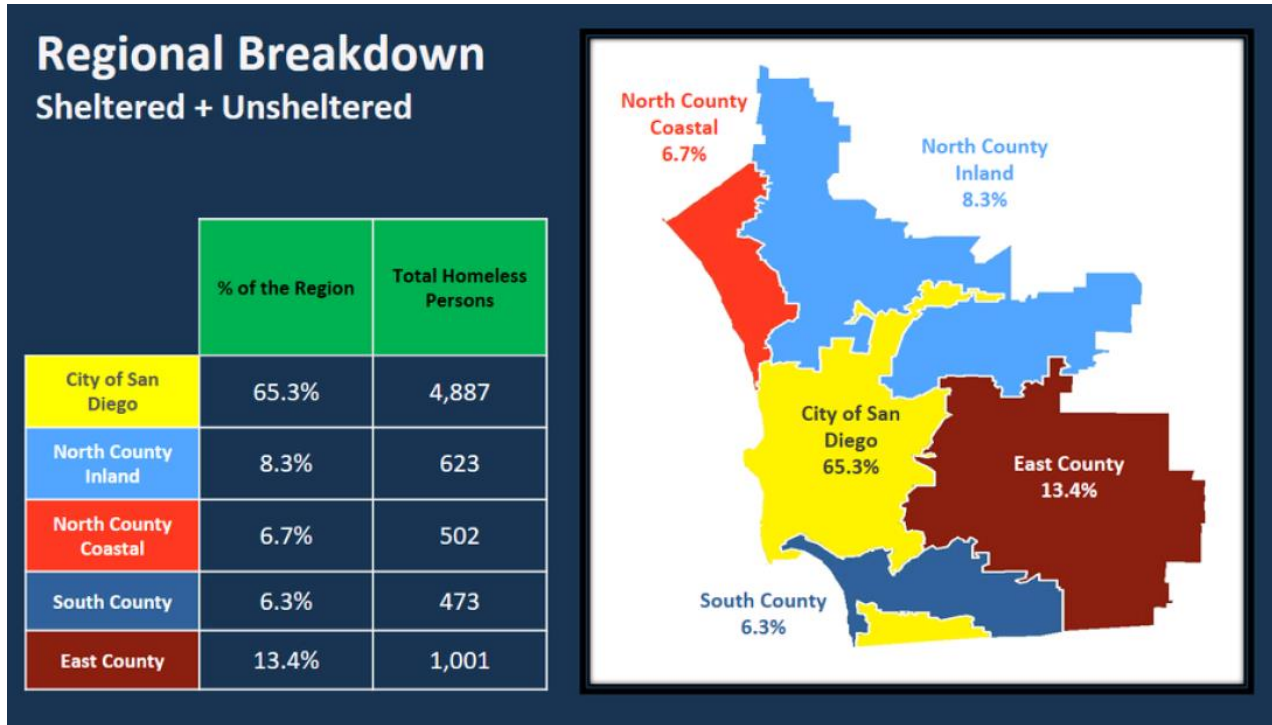 Regional Breakdown
Sheltered + Unsheltered
% of the Region
Total Homeless
Persons
City of San
Diego
65.3%
4,887
North County
Inland
8.3%
623
North County
Coastal
6.7%
502
South County
6.3%
473
East County
13.4%
1,001
North County
Coastal
6.7%
North County
Inland
8.3%
City of San
Diego
65.3%
East County
13.4%
South County
6.3%